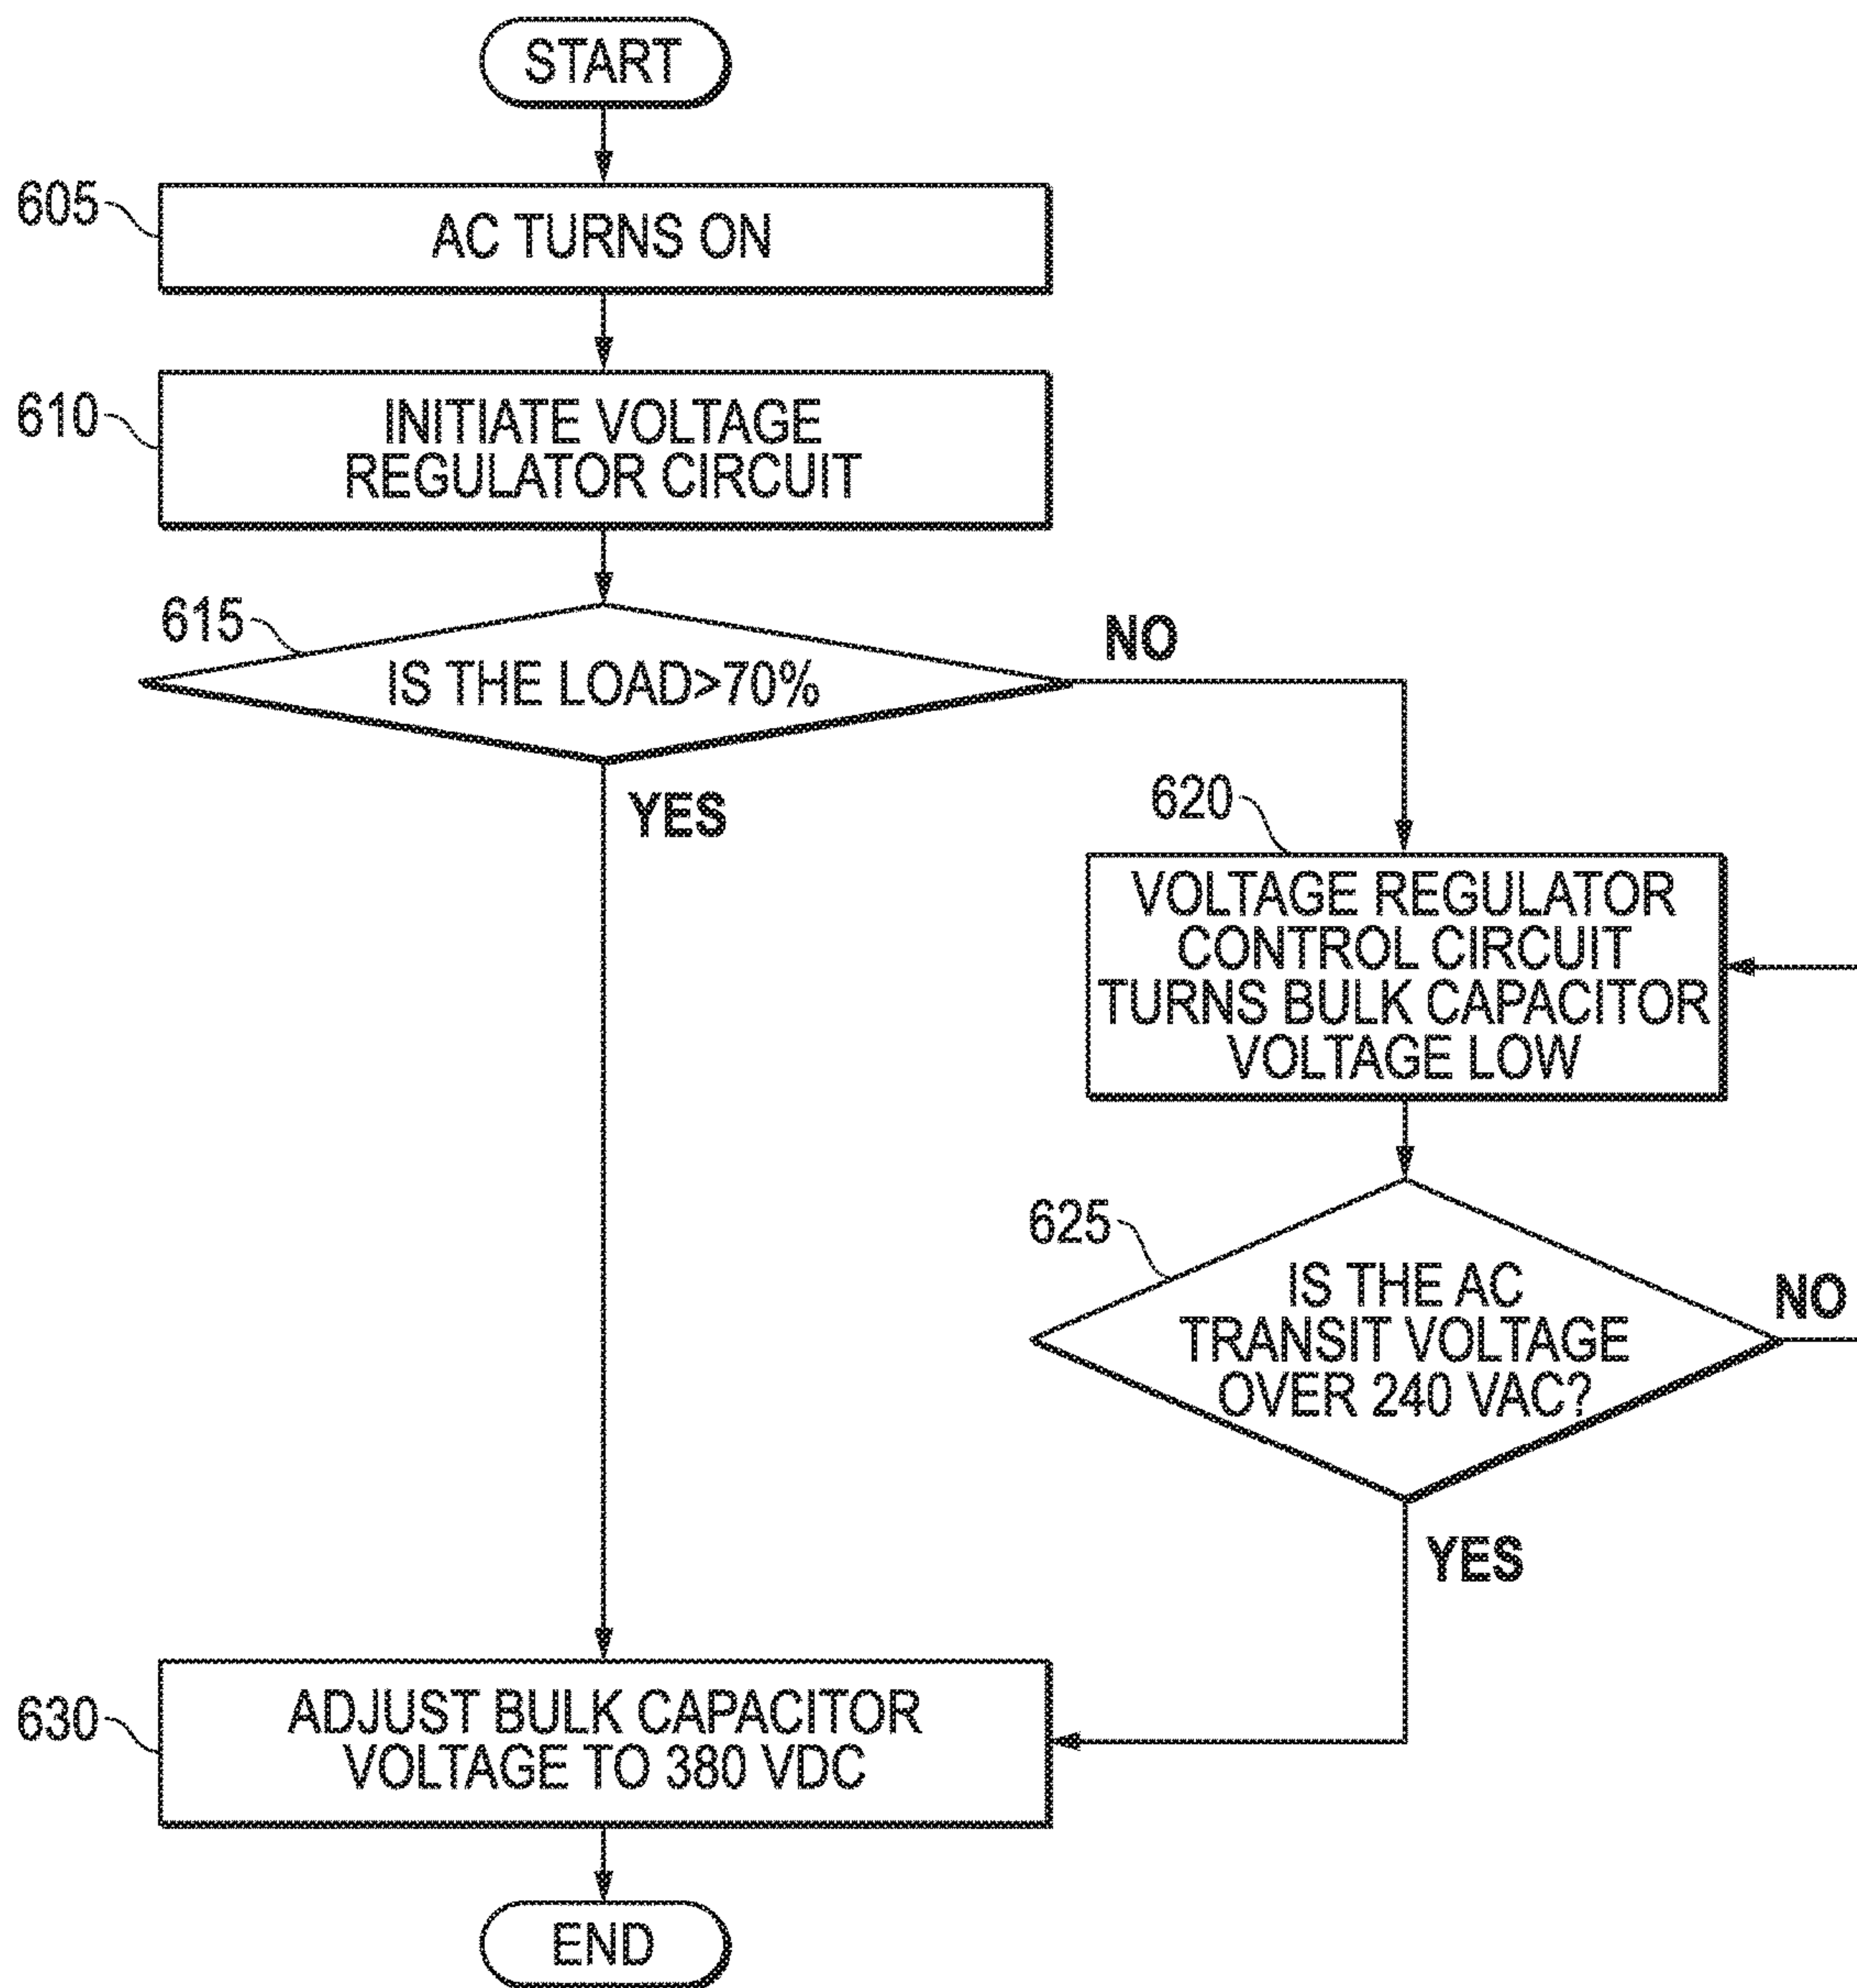 START
605
AC TURNS ON
610
INITIATE VOLTAGE
REGULATOR CIRCUIT
615
IS THE LOAD>70%
NO
YES
620
VOLTAGE REGULATOR
CONTROL CIRCUIT
TURNS BULK CAPACITOR
VOLTAGE LOW
625
IS THE AC
TRANSIT VOLTAGE
OVER 240 VAC?
NO
YES
630
ADJUST BULK CAPACITOR
VOLTAGE TO 380 VDC
END